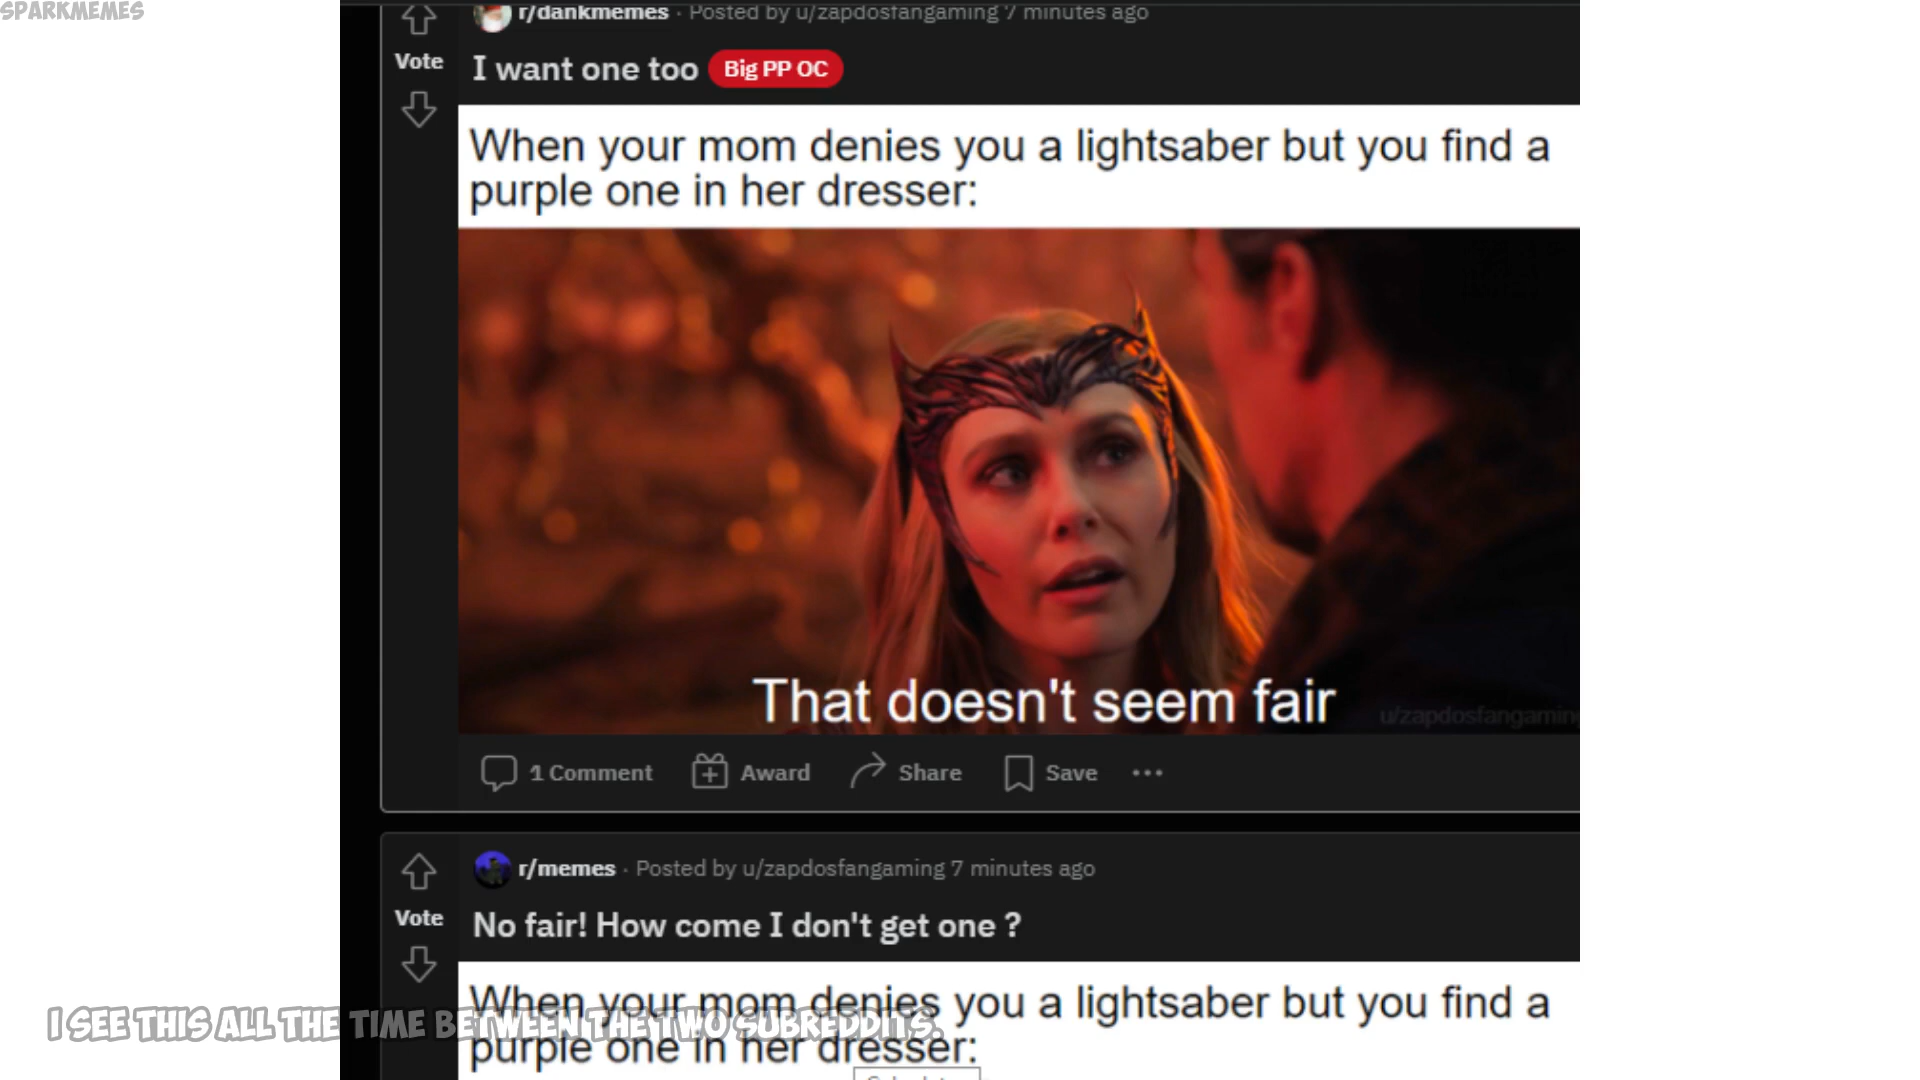 SPARKMEMES
r/dankmemes · Posted by u/zapdosfangaming 7 minutes ago
Vote
I want one too Big PP OC
When your mom denies you a lightsaber but you find a
purple one in her dresser:
That doesn't seem fair
u/zapdosfangamin
1 Comment Award Share Save ...
r/memes · Posted by u/zapdosfangaming 7 minutes ago
Vote
No fair! How come I don't get one ?
When your mom denies you a lightsaber but you find a
purple one in her dresser:
I SEE THIS ALL THE TIME BETWEEN THE TWO SUBREDDITS.